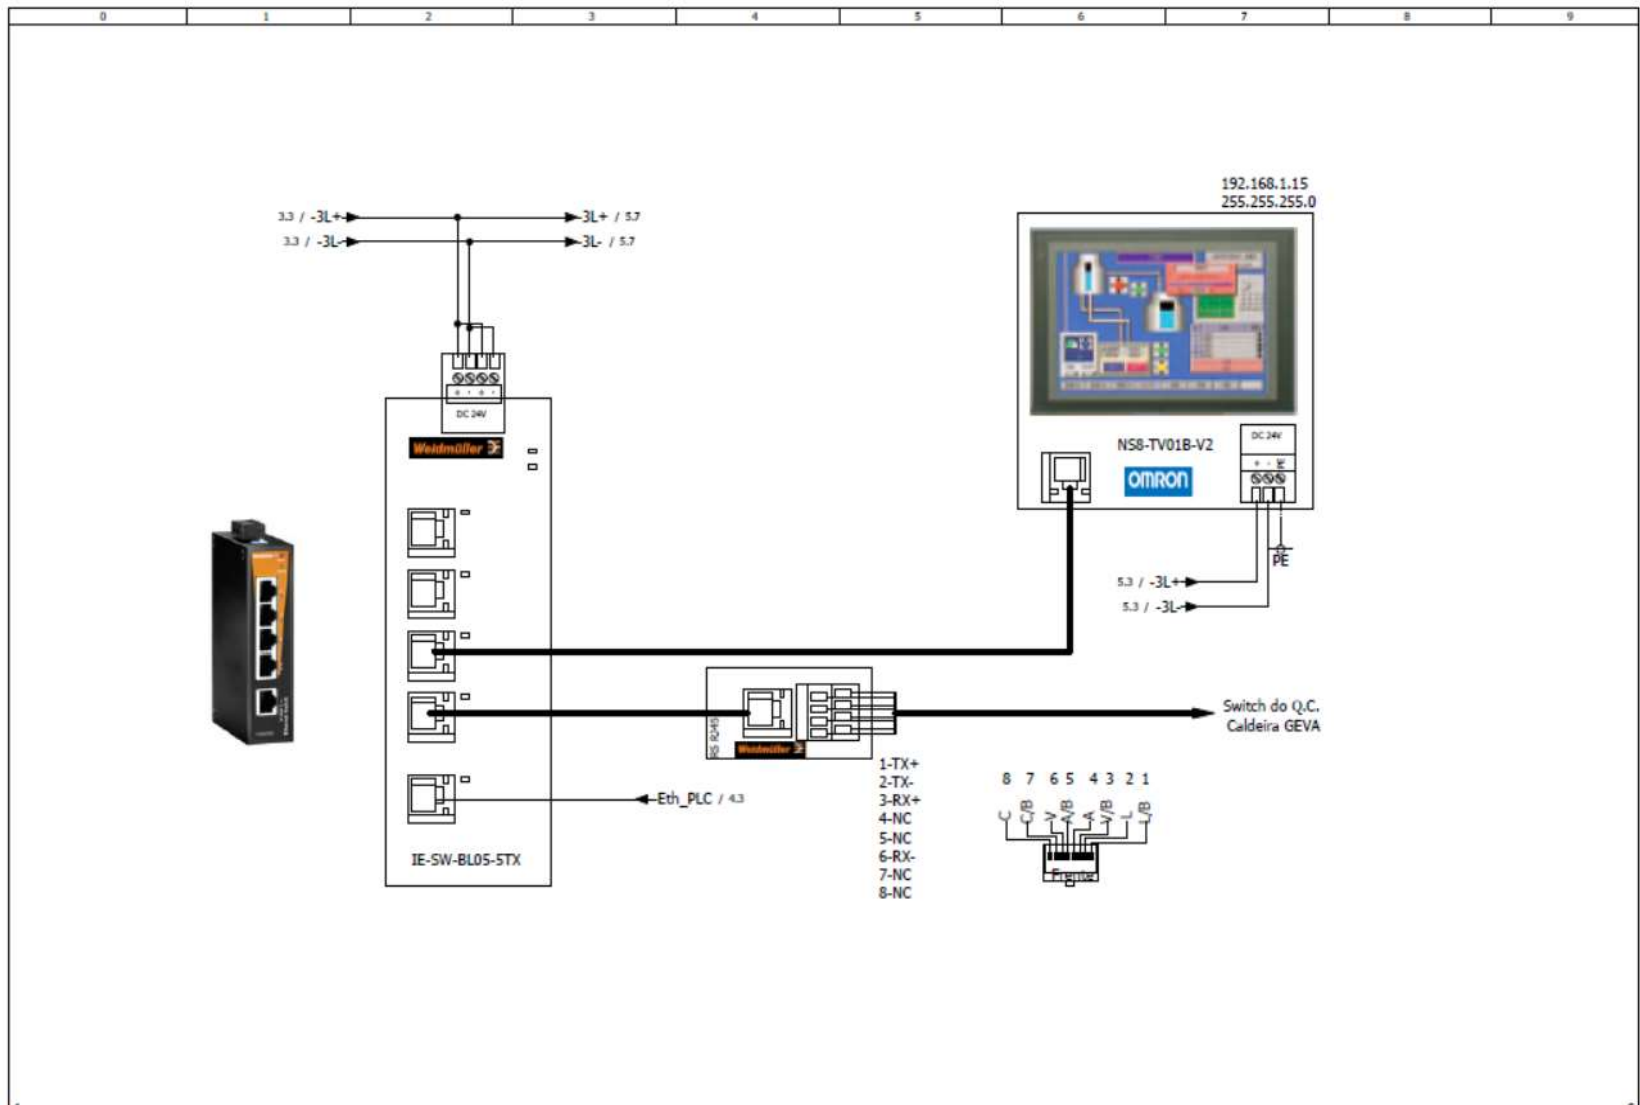 0 1 2 3 4 5 6 7 8 9
192.168.1.15
255.255.255.0
3.3 / -3L+
3L+ / 5.7
3.3 / -3L-
3L- / 5.7
DC 24V
Weidmüller
NS8-TV01B-V2
OMRON
DC 24V
+ - PE
PE
5.3 / -3L+
5.3 / -3L-
RS RJ45
Weidmüller
Switch do Q.C.
Caldeira GEVA
Eth_PLC / 4.3
IE-SW-BL05-5TX
1-TX+
2-TX-
3-RX+
4-NC
5-NC
6-RX-
7-NC
8-NC
8 7 6 5 4 3 2 1
C C/B V A/B A V/B L L/B
Frente